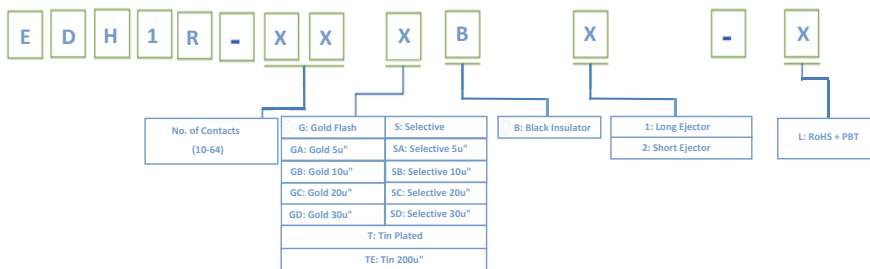 E D H 1 R - X X X B X - X
No. of Contacts
(10-64)
G: Gold Flash S: Selective
GA: Gold 5u" SA: Selective 5u"
GB: Gold 10u" SB: Selective 10u"
GC: Gold 20u" SC: Selective 20u"
GD: Gold 30u" SD: Selective 30u"
T: Tin Plated
TE: Tin 200u"
B: Black Insulator
1: Long Ejector
2: Short Ejector
L: RoHS + PBT